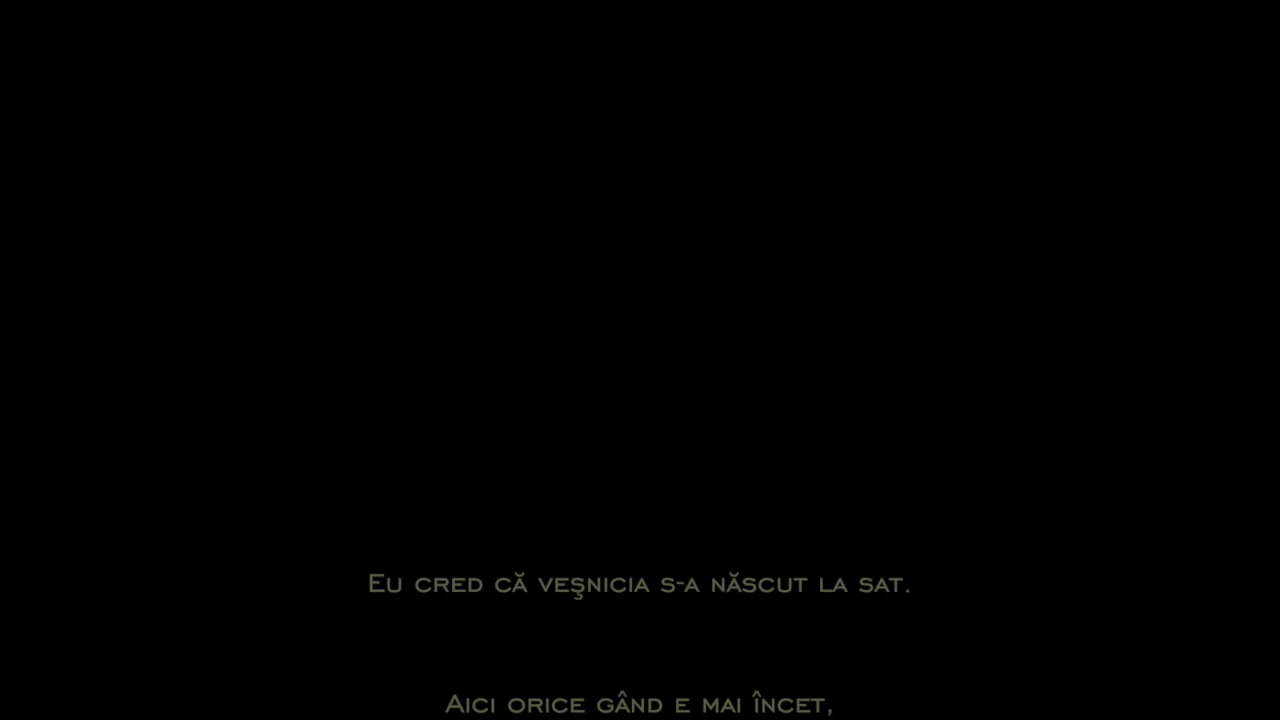 Eu cred că veşnicia s-a născut la sat.
Aici orice gând e mai încet,